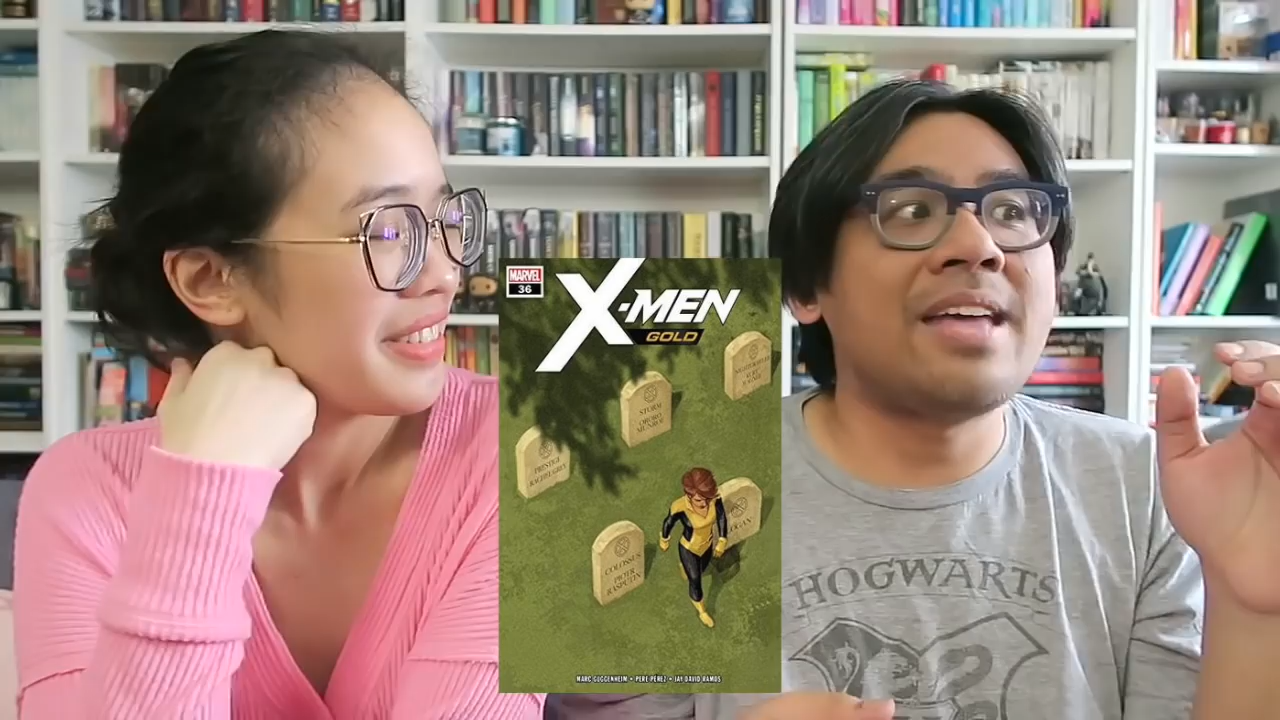 MARVEL
36
X-MEN
GOLD
NIGHTCRAWLER
KURT
WAGNER
STORM
ORORO
MUNROE
PRESTIGE
RACHEL GREY
LOGAN
COLOSSUS
PIOTR
RASPUTIN
MARC GUGGENHEIM • PERE PÉREZ • JAY DAVID RAMOS
HOGWARTS